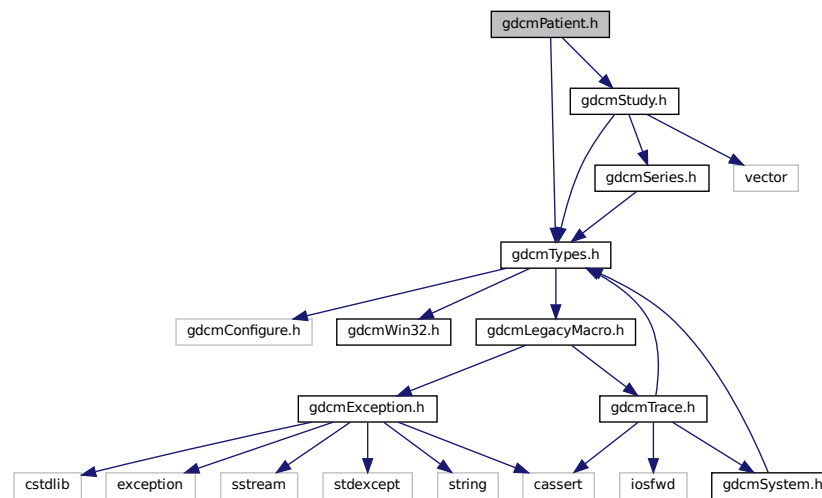 gdcmPatient.h
gdcmStudy.h
gdcmSeries.h
vector
gdcmTypes.h
gdcmConfigure.h
gdcmWin32.h
gdcmLegacyMacro.h
gdcmException.h
gdcmTrace.h
cstdlib
exception
sstream
stdexcept
string
cassert
iosfwd
gdcmSystem.h